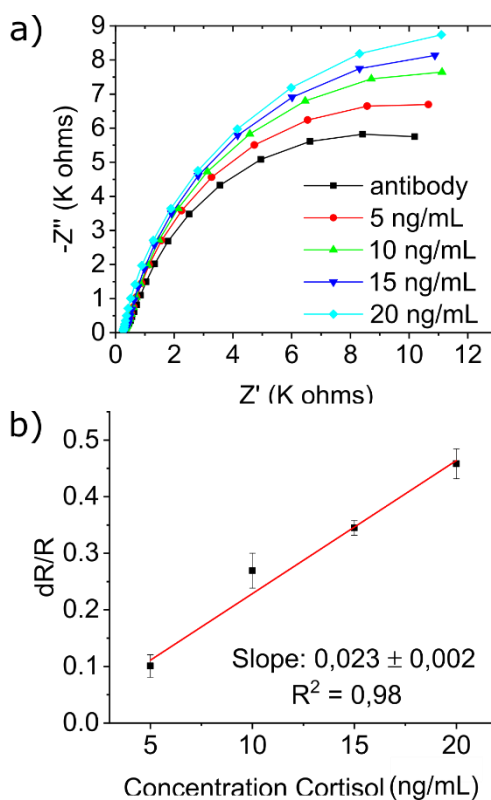 a)
9
8
7
6
5
4
3
2
1
0
-Z" (K ohms)
antibody
5 ng/mL
10 ng/mL
15 ng/mL
20 ng/mL
0 2 4 6 8 10 12
Z' (K ohms)
b)
0.5
0.4
0.3
0.2
0.1
0.0
dR/R
Slope: 0,023 ± 0,002
R² = 0,98
5 10 15 20
Concentration Cortisol (ng/mL)